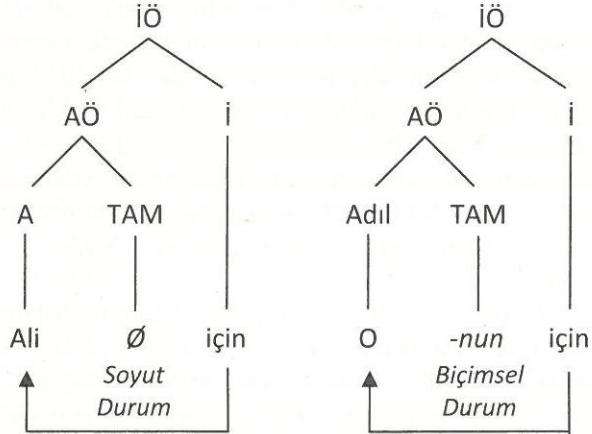 İÖ İÖ
AÖ İ AÖ İ
A TAM Adıl TAM
Ali Ø için O -nun için
Soyut Biçimsel
Durum Durum